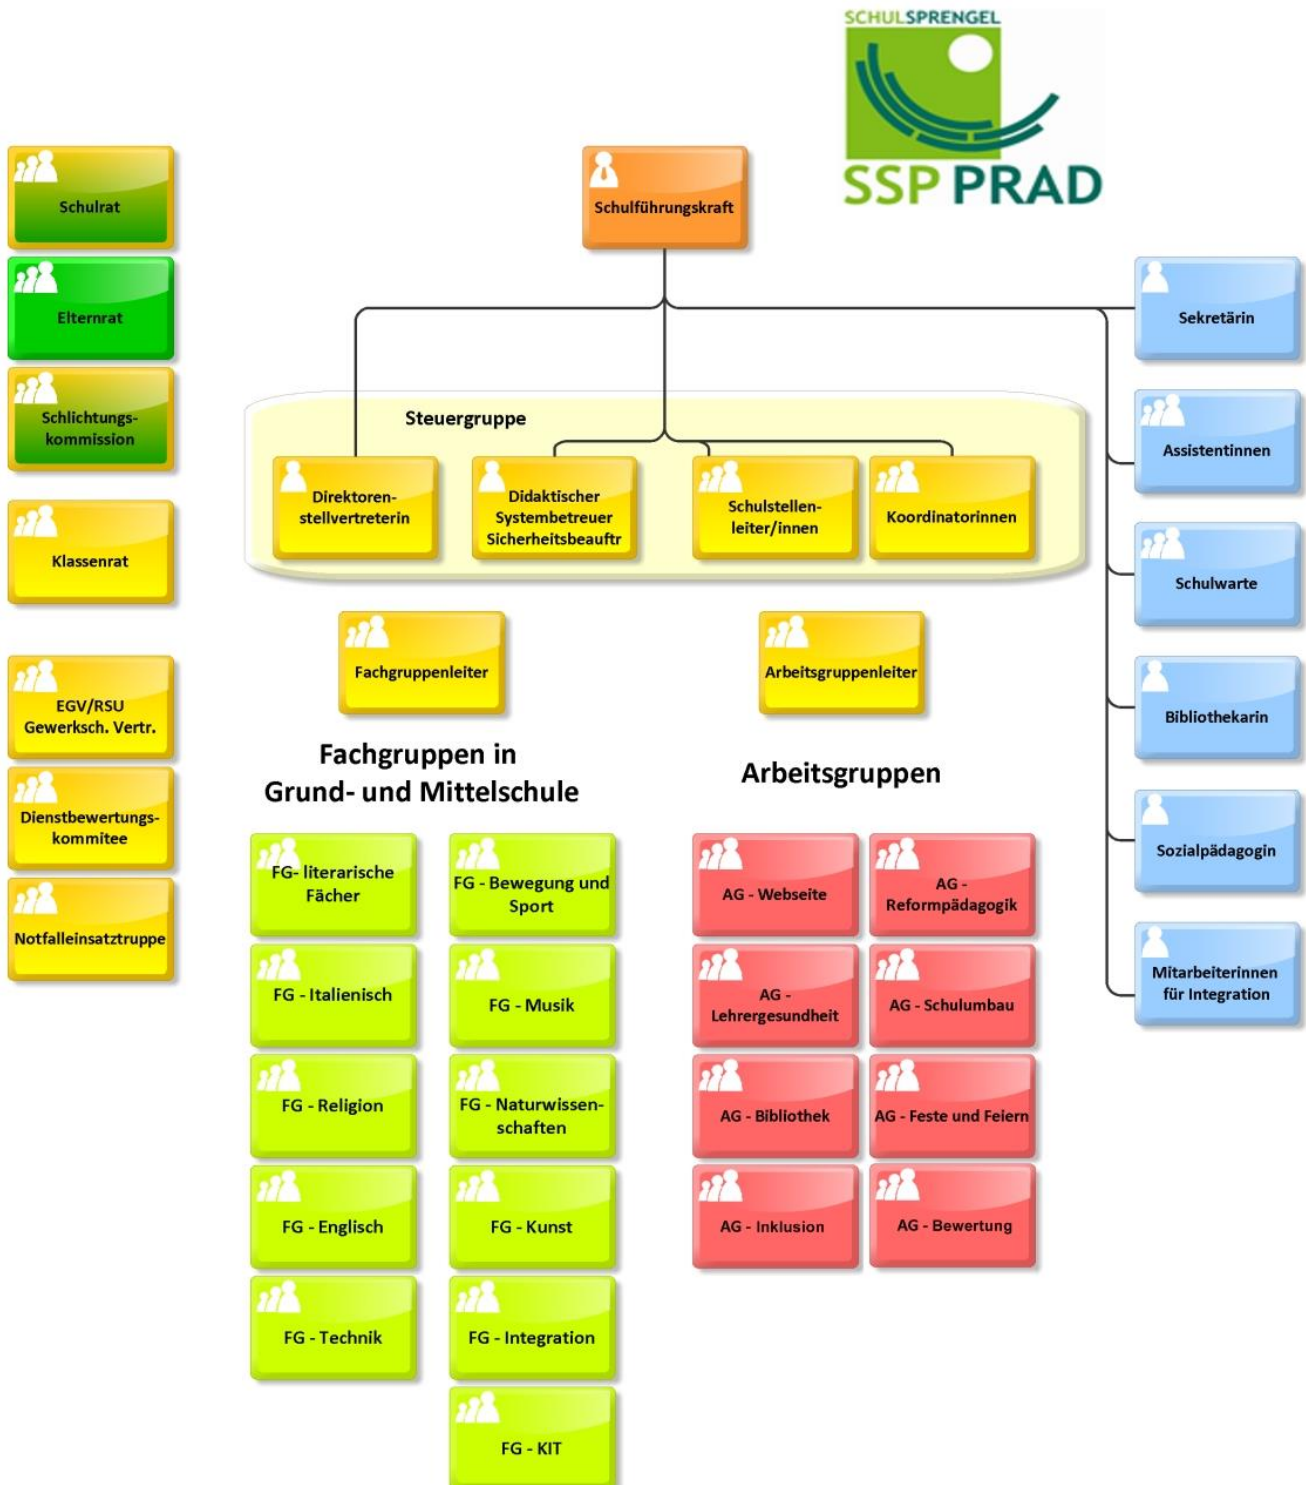 SCHULSPRENGEL
SSP PRAD
Schulrat
Elternrat
Schlichtungs-
kommission
Klassenrat
EGV/RSU
Gewerksch. Vertr.
Dienstbewertungs-
kommitee
Notfalleinsatztruppe
Schulführungskraft
Steuergruppe
Direktoren-
stellvertreterin
Didaktischer
Systembetreuer
Sicherheitsbeauftr
Schulstellen-
leiter/innen
Koordinatorinnen
Fachgruppenleiter
Arbeitsgruppenleiter
Fachgruppen in
Grund- und Mittelschule
FG- literarische
Fächer
FG - Bewegung und
Sport
FG - Italienisch
FG - Musik
FG - Religion
FG - Naturwissen-
schaften
FG - Englisch
FG - Kunst
FG - Technik
FG - Integration
FG - KIT
Arbeitsgruppen
AG - Webseite
AG -
Reformpädagogik
AG -
Lehrergesundheit
AG - Schulumbau
AG - Bibliothek
AG - Feste und Feiern
AG - Inklusion
AG - Bewertung
Sekretärin
Assistentinnen
Schulwarte
Bibliothekarin
Sozialpädagogin
Mitarbeiterinnen
für Integration